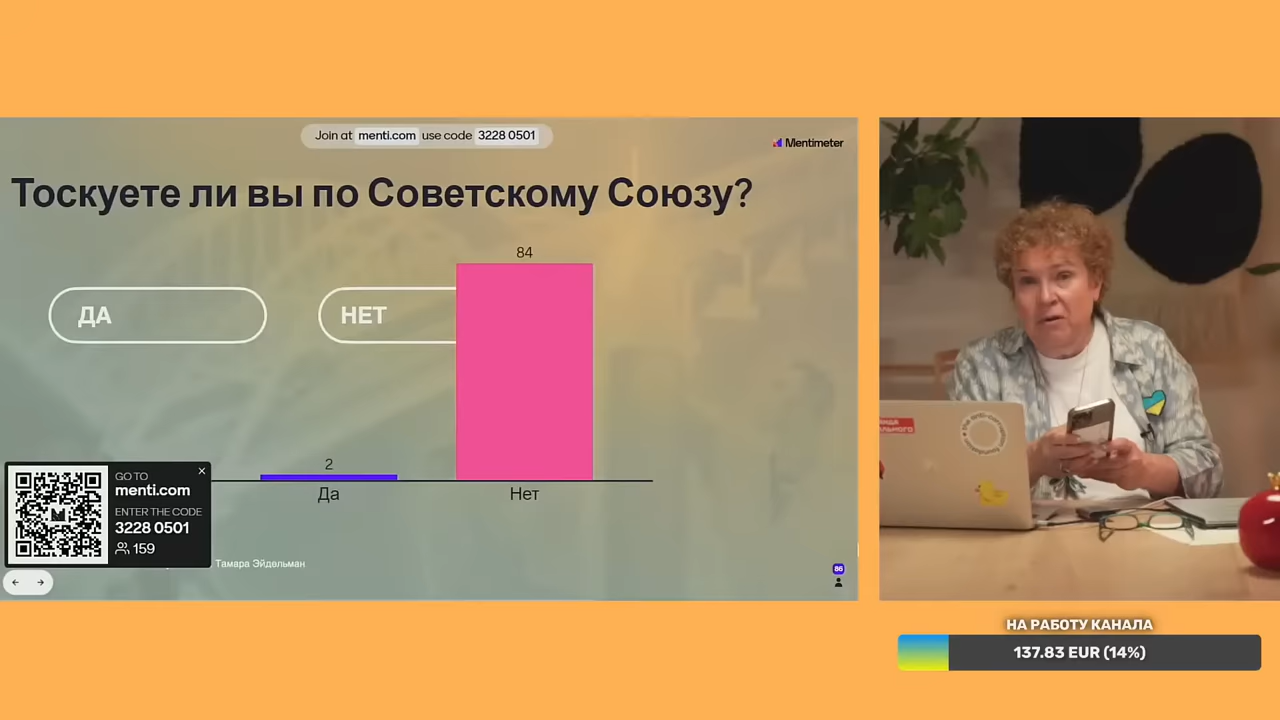 Join at menti.com use code 3228 0501
Mentimeter
Тоскуете ли вы по Советскому Союзу?
84
ДА
НЕТ
2
Да
Нет
GO TO
menti.com
ENTER THE CODE
3228 0501
159
Тамара Эйдельман
86
НА РАБОТУ КАНАЛА
137.83 EUR (14%)